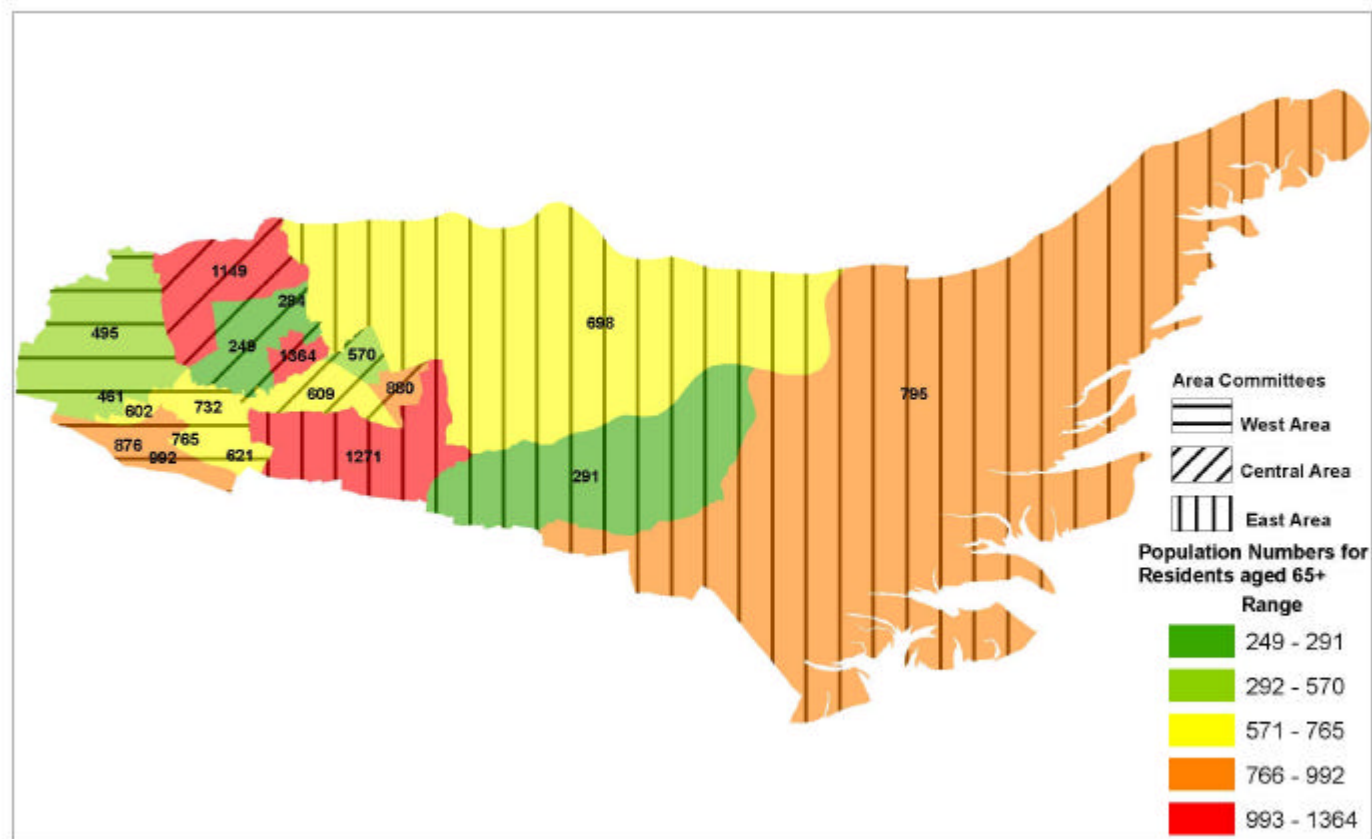 1149
284
495
249
1364
698
570
880
461
609
795
602
732
876
765
992
621
1271
291
Area Committees
West Area
Central Area
East Area
Population Numbers for
Residents aged 65+
Range
249 - 291
292 - 570
571 - 765
766 - 992
993 - 1364